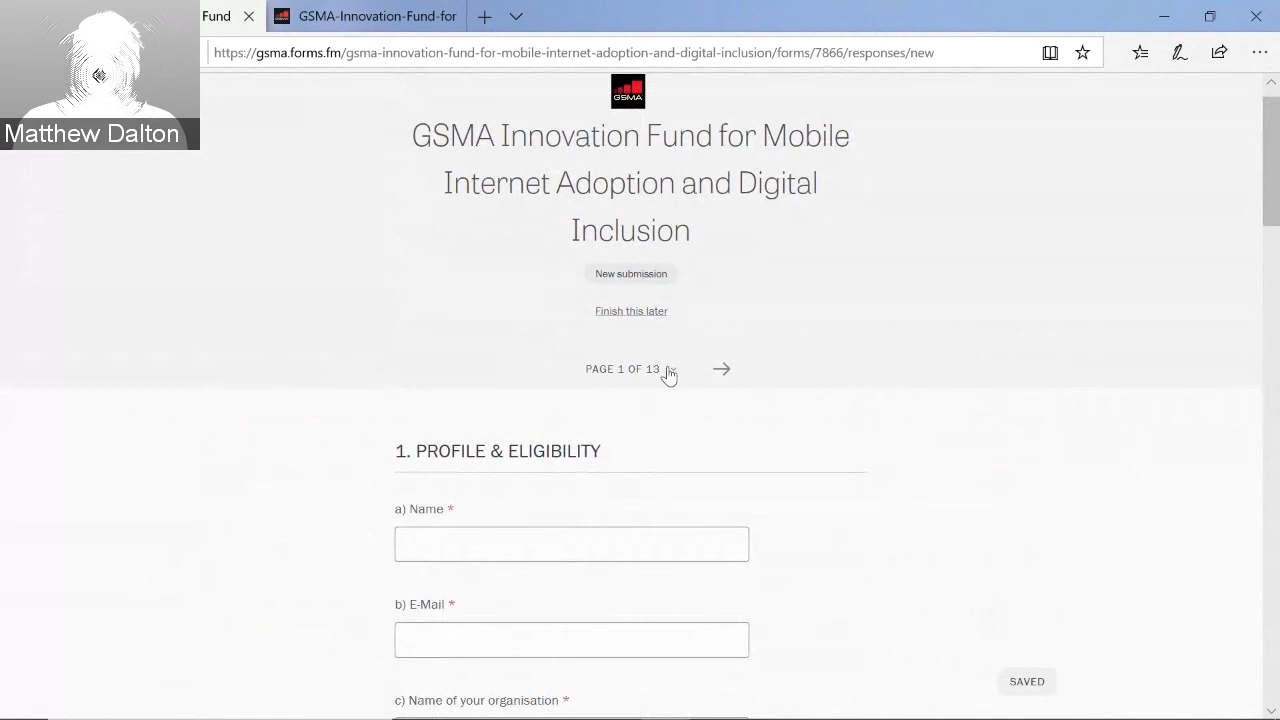 Fund
GSMA-Innovation-Fund-for
https://gsma.forms.fm/gsma-innovation-fund-for-mobile-internet-adoption-and-digital-inclusion/forms/7866/responses/new
Matthew Dalton
GSMA
GSMA Innovation Fund for Mobile
Internet Adoption and Digital
Inclusion
New submission
Finish this later
PAGE 1 OF 13
1. PROFILE & ELIGIBILITY
a) Name *
b) E-Mail *
SAVED
c) Name of your organisation *